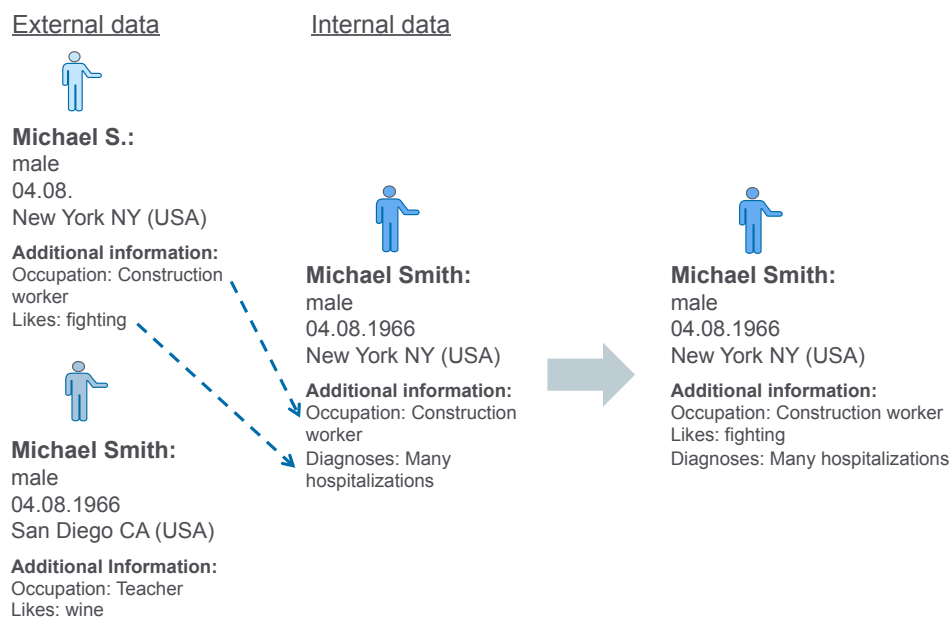 External data
Internal data
Michael S.:
male
04.08.
New York NY (USA)
Additional information:
Occupation: Construction
worker
Likes: fighting
Michael Smith:
male
04.08.1966
San Diego CA (USA)
Additional Information:
Occupation: Teacher
Likes: wine
Michael Smith:
male
04.08.1966
New York NY (USA)
Additional information:
Occupation: Construction
worker
Diagnoses: Many
hospitalizations
Michael Smith:
male
04.08.1966
New York NY (USA)
Additional information:
Occupation: Construction worker
Likes: fighting
Diagnoses: Many hospitalizations